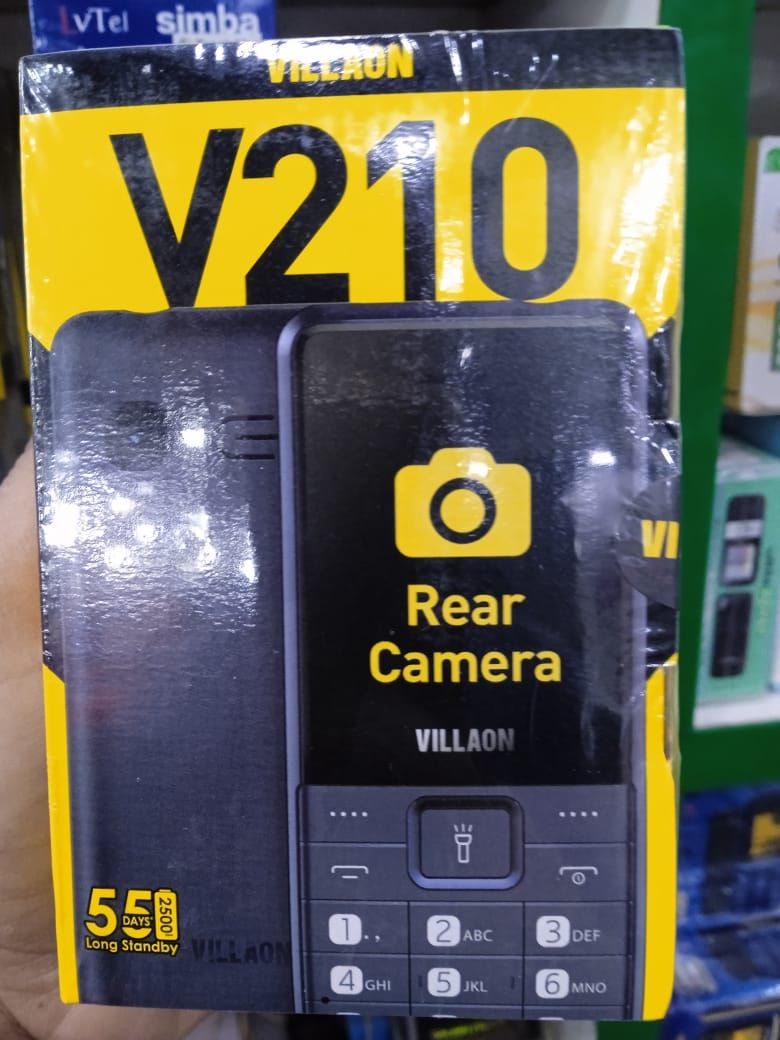 LvTel simba
VILLAON
V210
VI
Rear
Camera
VILLAON
55 DAYS* 2500
Long Standby
VILLAON
1 . ,
2 ABC
3 DEF
4 GHI
5 JKL
6 MNO